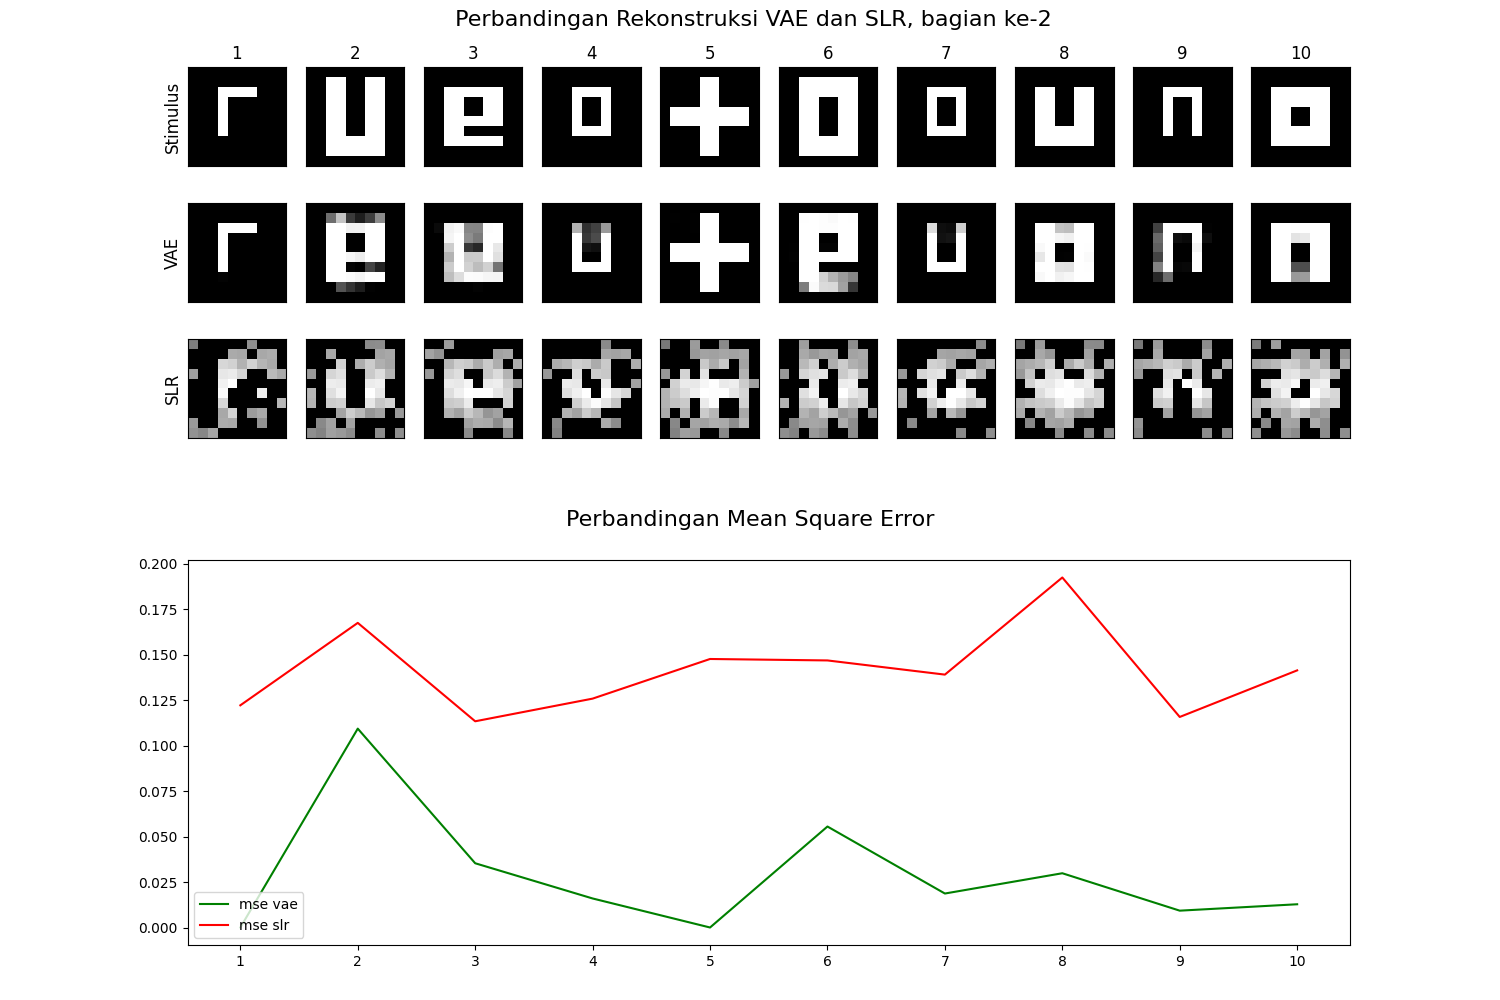 Perbandingan Rekonstruksi VAE dan SLR, bagian ke-2
1 2 3 4 5 6 7 8 9 10
Stimulus
VAE
SLR
Perbandingan Mean Square Error
0.200
0.175
0.150
0.125
0.100
0.075
0.050
0.025
0.000
mse vae
mse slr
1 2 3 4 5 6 7 8 9 10